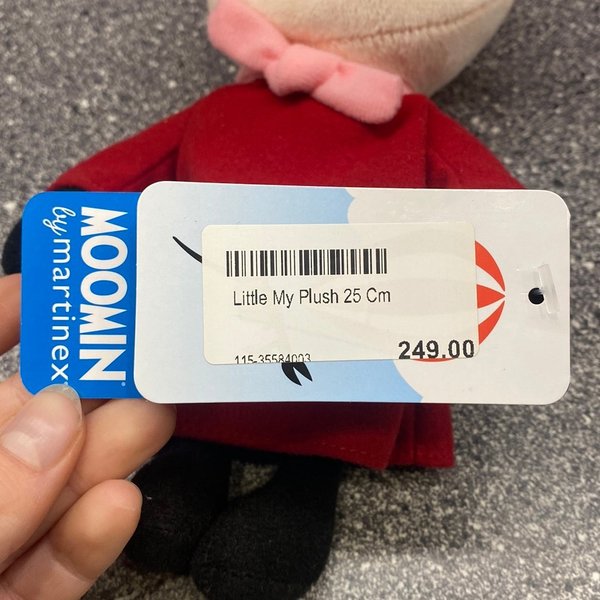 MOOMIN
by martinex
Little My Plush 25 Cm
115-35584003
249.00